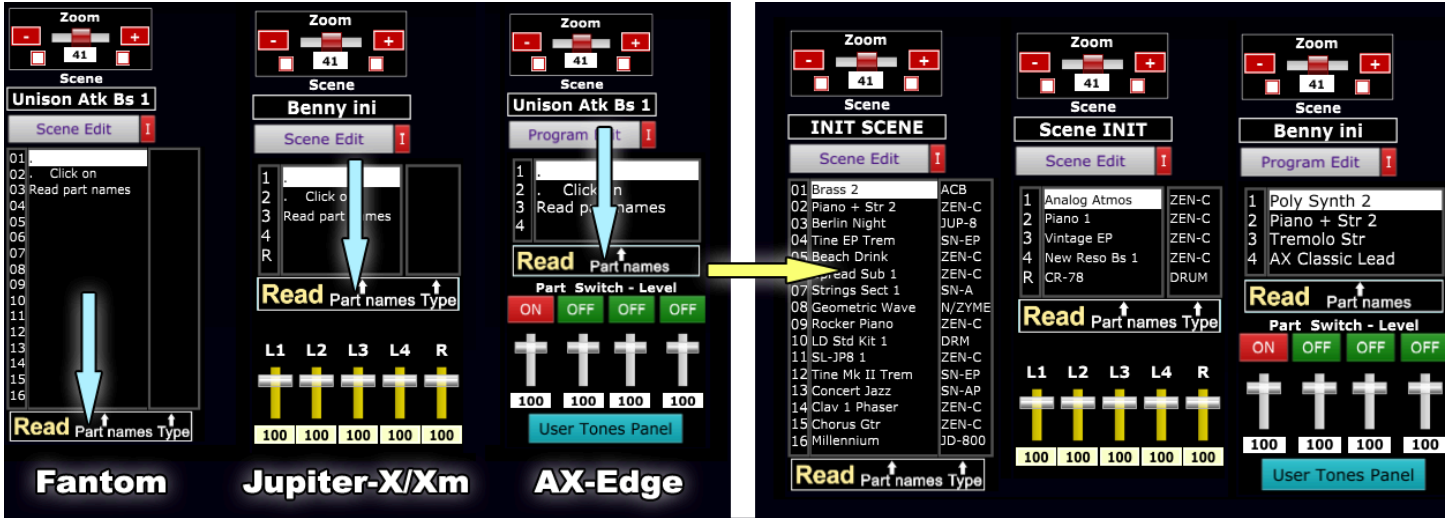 Zoom
- +
41
Scene
Unison Atk Bs 1
Scene Edit I
01 .
02 . Click on
03 Read part names
04
05
06
07
08
09
10
11
12
13
14
15
16
Read Part names Type
Fantom
Zoom
- +
41
Scene
Benny ini
Scene Edit I
1 .
2 . Click o
3 Read part names
4
R
Read Part names Type
L1 L2 L3 L4 R
100 100 100 100 100
Jupiter-X/Xm
Zoom
- +
41
Scene
Unison Atk Bs 1
Program Edit I
1 .
2 . Click on
3 Read part names
4
Read Part names
Part Switch - Level
ON OFF OFF OFF
100 100 100 100
User Tones Panel
AX-Edge
Zoom
- +
41
Scene
INIT SCENE
Scene Edit I
01 Brass 2 ACB
02 Piano + Str 2 ZEN-C
03 Berlin Night JUP-8
04 Tine EP Trem SN-EP
05 Beach Drink ZEN-C
Spread Sub 1 ZEN-C
07 Strings Sect 1 SN-A
08 Geometric Wave N/ZYME
09 Rocker Piano ZEN-C
10 LD Std Kit 1 DRM
11 SL-JP8 1 ZEN-C
12 Tine Mk II Trem SN-EP
13 Concert Jazz SN-AP
14 Clav 1 Phaser ZEN-C
15 Chorus Gtr ZEN-C
16 Millennium JD-800
Read Part names Type
Zoom
- +
41
Scene
Scene INIT
Scene Edit I
1 Analog Atmos ZEN-C
2 Piano 1 ZEN-C
3 Vintage EP ZEN-C
4 New Reso Bs 1 ZEN-C
R CR-78 DRUM
Read Part names Type
L1 L2 L3 L4 R
100 100 100 100 100
Zoom
- +
41
Scene
Benny ini
Program Edit I
1 Poly Synth 2
2 Piano + Str 2
3 Tremolo Str
4 AX Classic Lead
Read Part names
Part Switch - Level
ON OFF OFF OFF
100 100 100 100
User Tones Panel